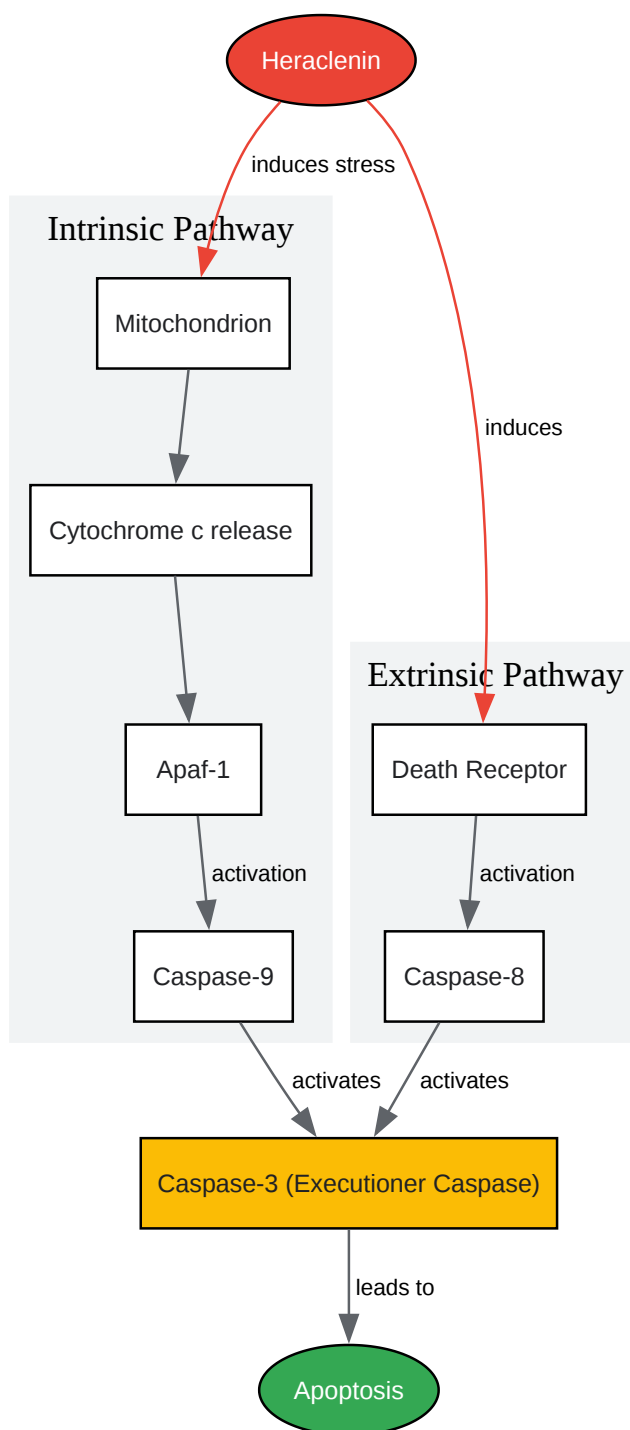 Heraclenin
induces stress
Intrinsic Pathway
Mitochondrion
induces
Cytochrome c release
Extrinsic Pathway
Apaf-1
Death Receptor
activation
activation
Caspase-9
Caspase-8
activates
activates
Caspase-3 (Executioner Caspase)
leads to
Apoptosis